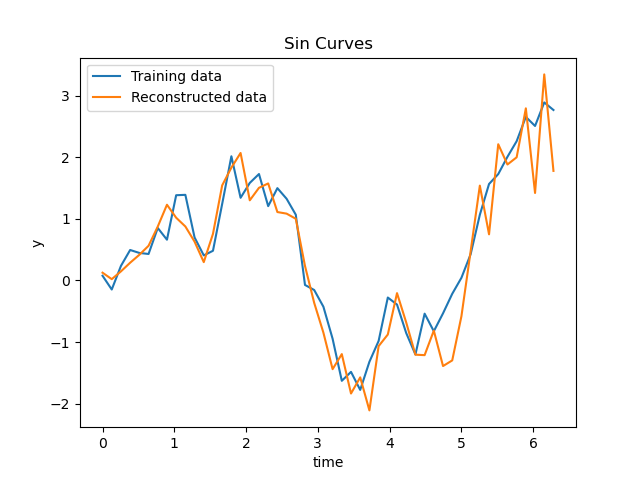 Sin Curves
Training data
Reconstructed data
3
2
1
0
−1
−2
y
0 1 2 3 4 5 6
time